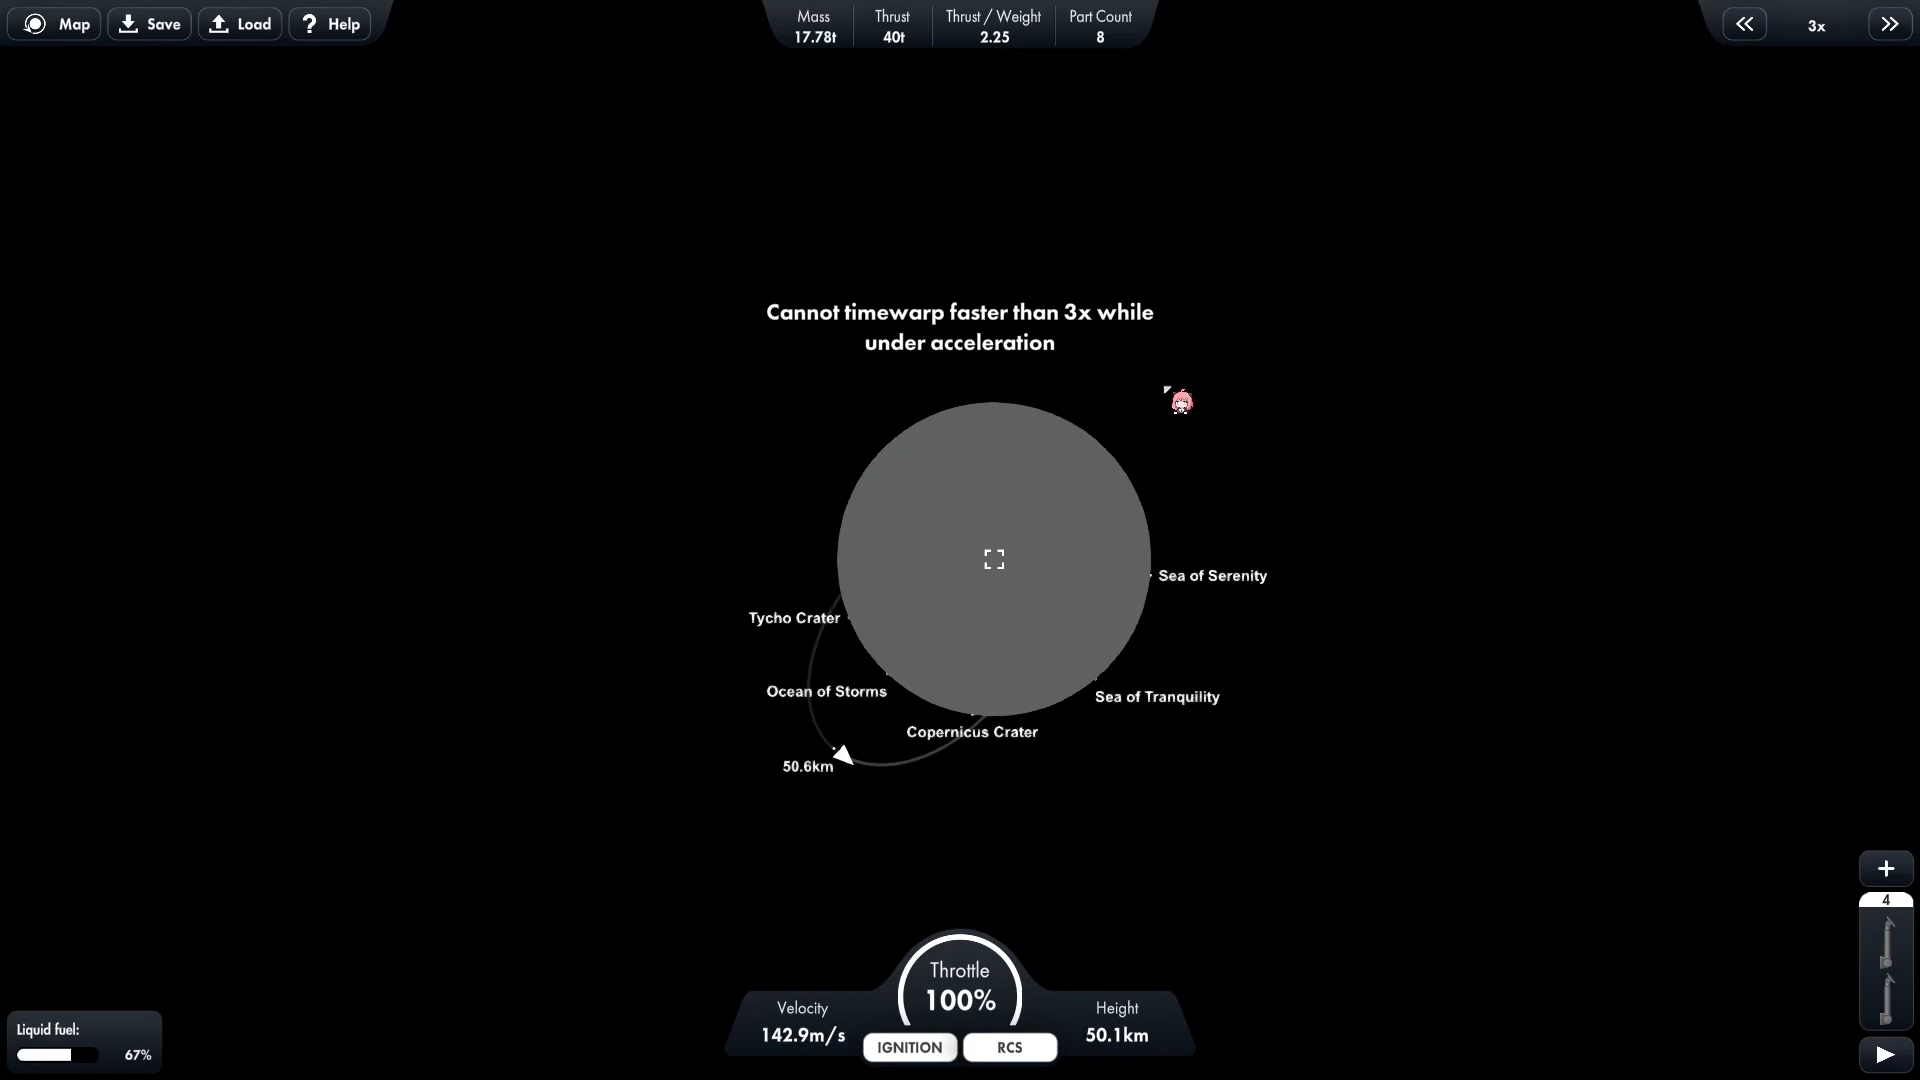 Map
Save
Load
Help
Mass
17.78t
Thrust
40t
Thrust / Weight
2.25
Part Count
8
3x
Cannot timewarp faster than 3x while
under acceleration
Sea of Serenity
Tycho Crater
Ocean of Storms
Sea of Tranquility
Copernicus Crater
50.6km
4
Throttle
100%
Velocity
142.9m/s
Height
50.1km
IGNITION
RCS
Liquid fuel:
67%